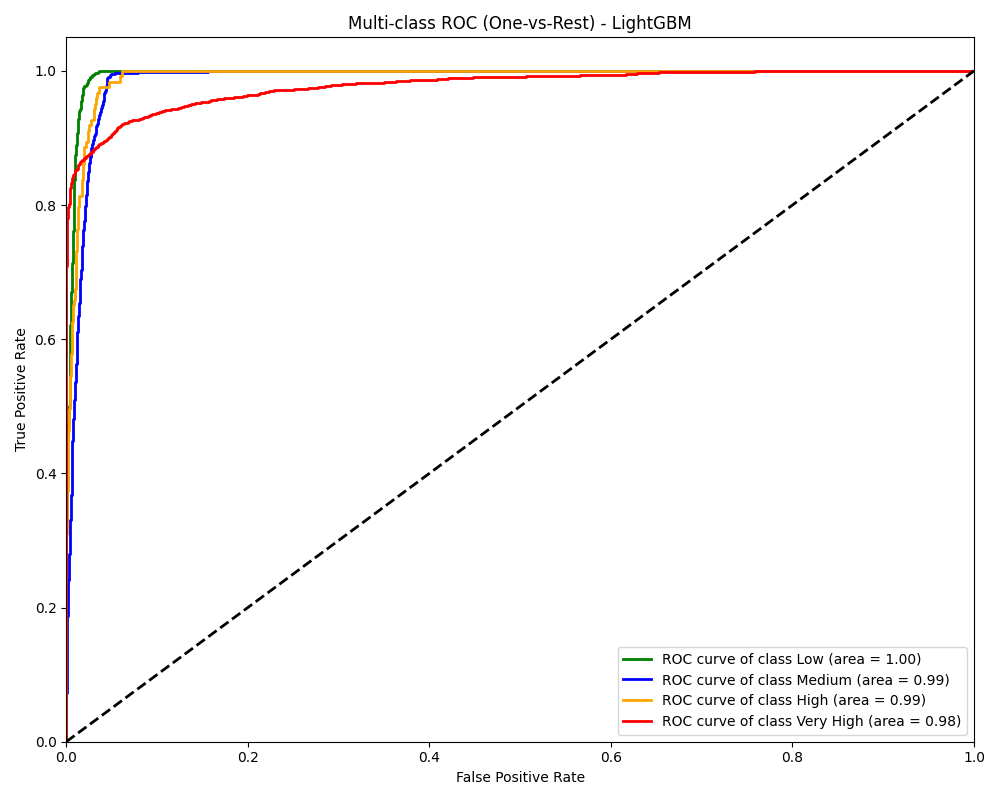 Multi-class ROC (One-vs-Rest) - LightGBM
1.0
0.8
0.6
0.4
0.2
0.0
True Positive Rate
ROC curve of class Low (area = 1.00)
ROC curve of class Medium (area = 0.99)
ROC curve of class High (area = 0.99)
ROC curve of class Very High (area = 0.98)
0.0 0.2 0.4 0.6 0.8 1.0
False Positive Rate